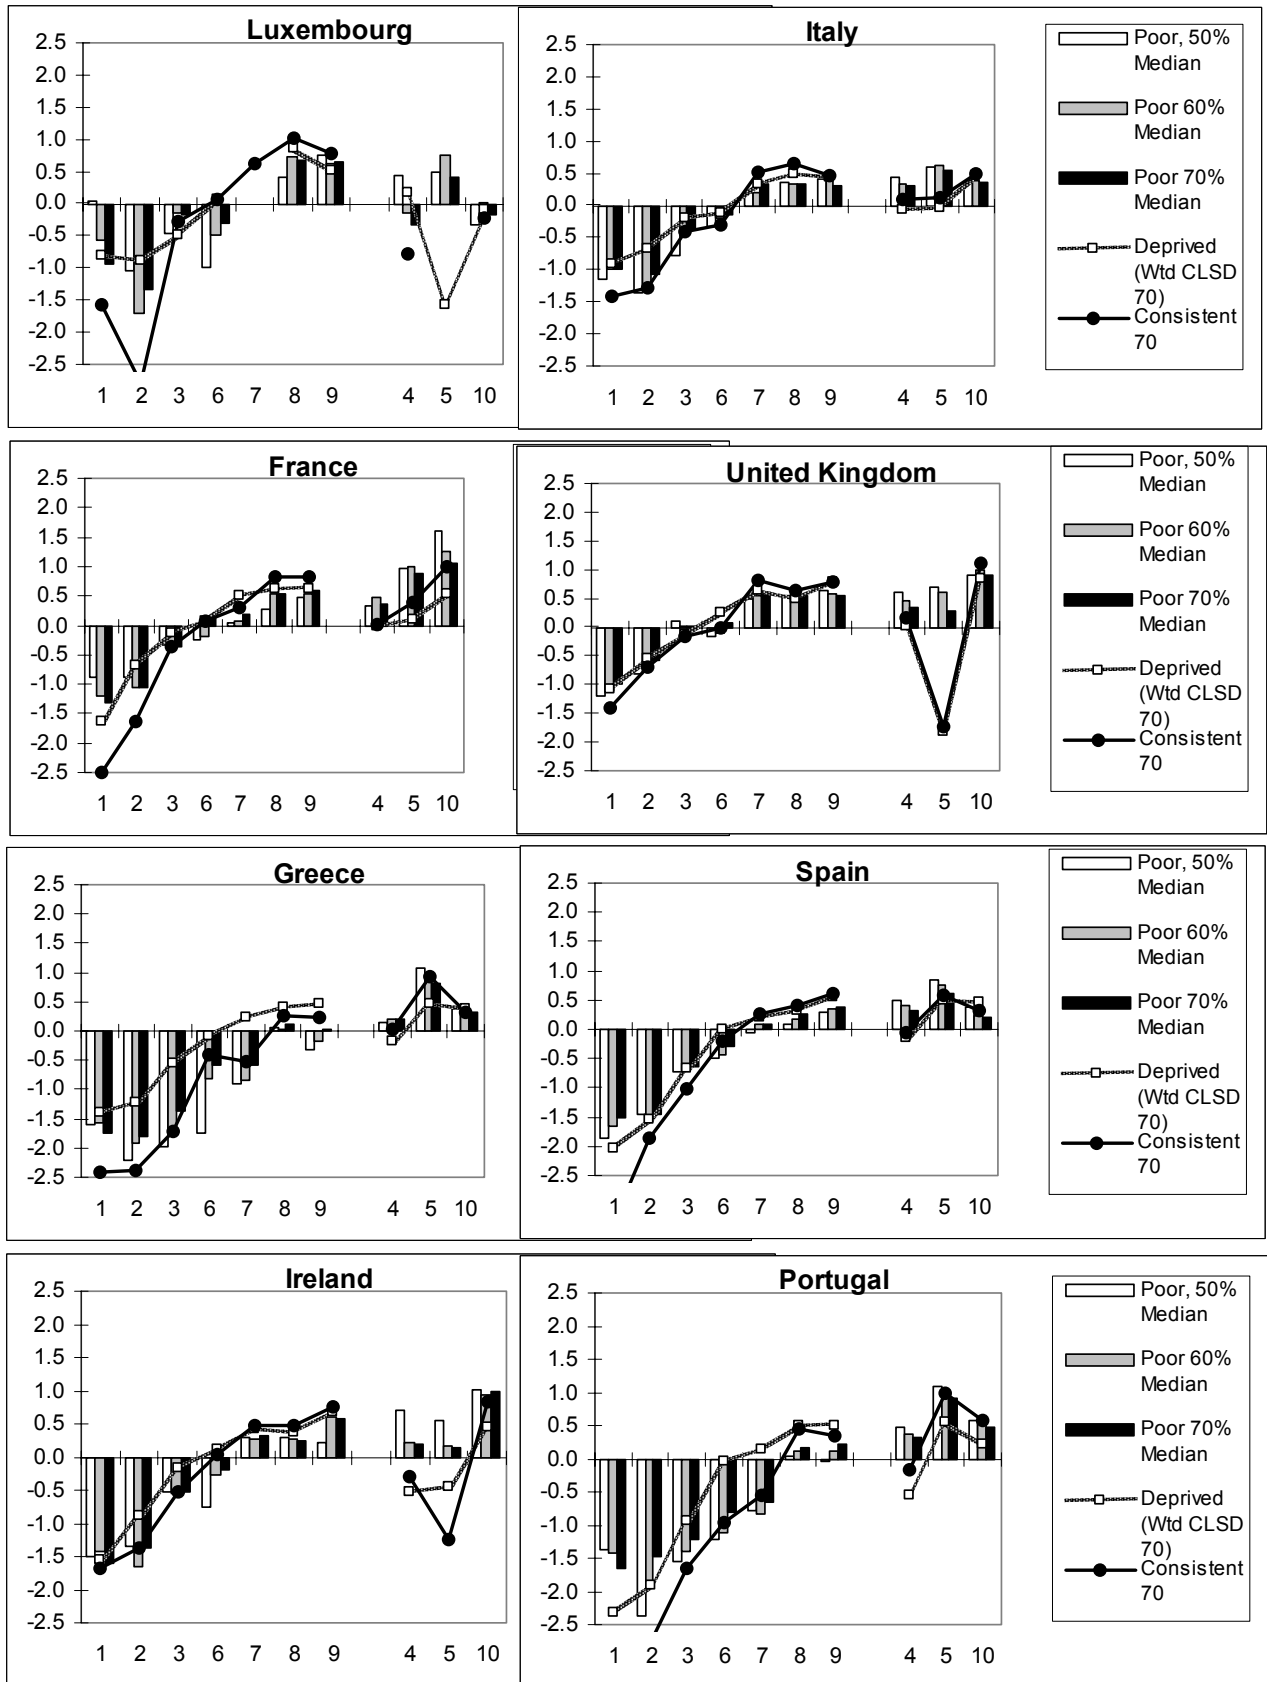 Luxembourg
2.5
2.0
1.5
1.0
0.5
0.0
-0.5
-1.0
-1.5
-2.0
-2.5
1 2 3 6 7 8 9 4 5 10
Italy
2.5
2.0
1.5
1.0
0.5
0.0
-0.5
-1.0
-1.5
-2.0
-2.5
1 2 3 6 7 8 9 4 5 10
Poor, 50%
Median
Poor 60%
Median
Poor 70%
Median
Deprived
(Wtd CLSD
70)
Consistent
70
France
2.5
2.0
1.5
1.0
0.5
0.0
-0.5
-1.0
-1.5
-2.0
-2.5
1 2 3 6 7 8 9 4 5 10
United Kingdom
2.5
2.0
1.5
1.0
0.5
0.0
-0.5
-1.0
-1.5
-2.0
-2.5
1 2 3 6 7 8 9 4 5 10
Poor, 50%
Median
Poor 60%
Median
Poor 70%
Median
Deprived
(Wtd CLSD
70)
Consistent
70
Greece
2.5
2.0
1.5
1.0
0.5
0.0
-0.5
-1.0
-1.5
-2.0
-2.5
1 2 3 6 7 8 9 4 5 10
Spain
2.5
2.0
1.5
1.0
0.5
0.0
-0.5
-1.0
-1.5
-2.0
-2.5
1 2 3 6 7 8 9 4 5 10
Poor, 50%
Median
Poor 60%
Median
Poor 70%
Median
Deprived
(Wtd CLSD
70)
Consistent
70
Ireland
2.5
2.0
1.5
1.0
0.5
0.0
-0.5
-1.0
-1.5
-2.0
-2.5
1 2 3 6 7 8 9 4 5 10
Portugal
2.5
2.0
1.5
1.0
0.5
0.0
-0.5
-1.0
-1.5
-2.0
-2.5
1 2 3 6 7 8 9 4 5 10
Poor, 50%
Median
Poor 60%
Median
Poor 70%
Median
Deprived
(Wtd CLSD
70)
Consistent
70